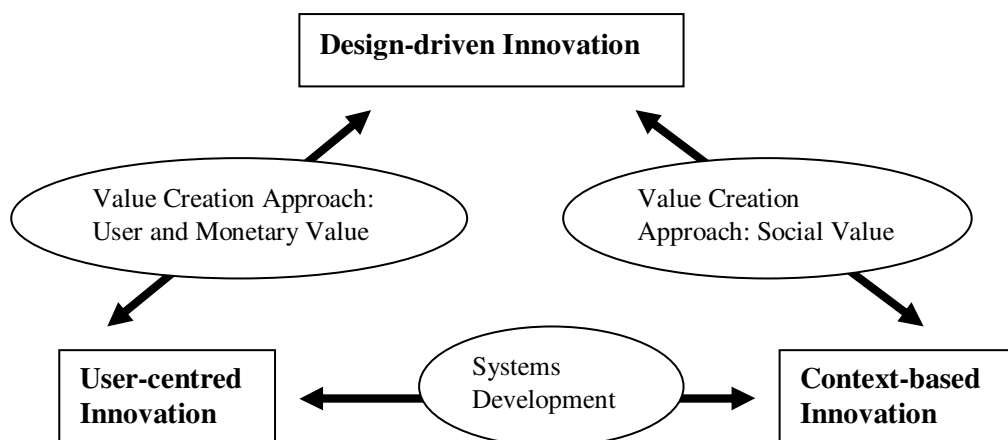 Design-driven Innovation
Value Creation Approach:
User and Monetary Value
Value Creation
Approach: Social Value
User-centred
Innovation
Systems
Development
Context-based
Innovation